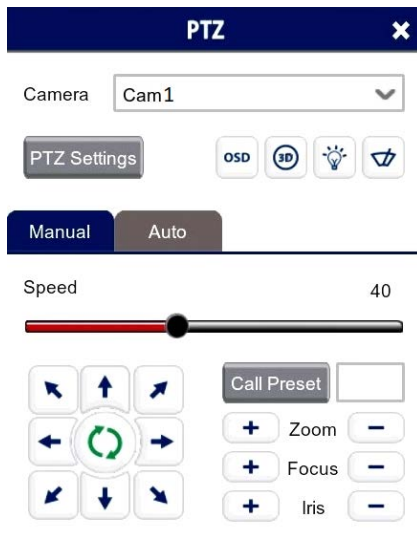 PTZ
Camera Cam1
PTZ Settings OSD 3D
Manual Auto
Speed 40
Call Preset
+ Zoom −
+ Focus −
+ Iris −